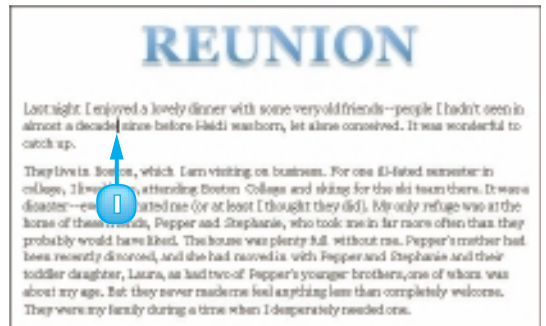 REUNION
Last night I enjoyed a lovely dinner with some very old friends--people I hadn't seen in
almost a decade since before Heidi was born, let alone conceived. It was wonderful to
catch up.
They live in Boston, which I am visiting on business. For one ill-fated semester in
college, I attending Boston College and skiing for the ski team there. It was a
disaster-- me (or at least I thought they did). My only refuge was at the
home of these friends, Pepper and Stephanie, who took me in far more often than they
probably would have liked. The house was plenty full without me. Pepper's mother had
been recently divorced, and she had moved in with Pepper and Stephanie and their
toddler daughter, Laura, as had two of Pepper's younger brothers, one of whom was
about my age. But they never made me feel anything less than completely welcome.
They were my family during a time when I desperately needed one.
1